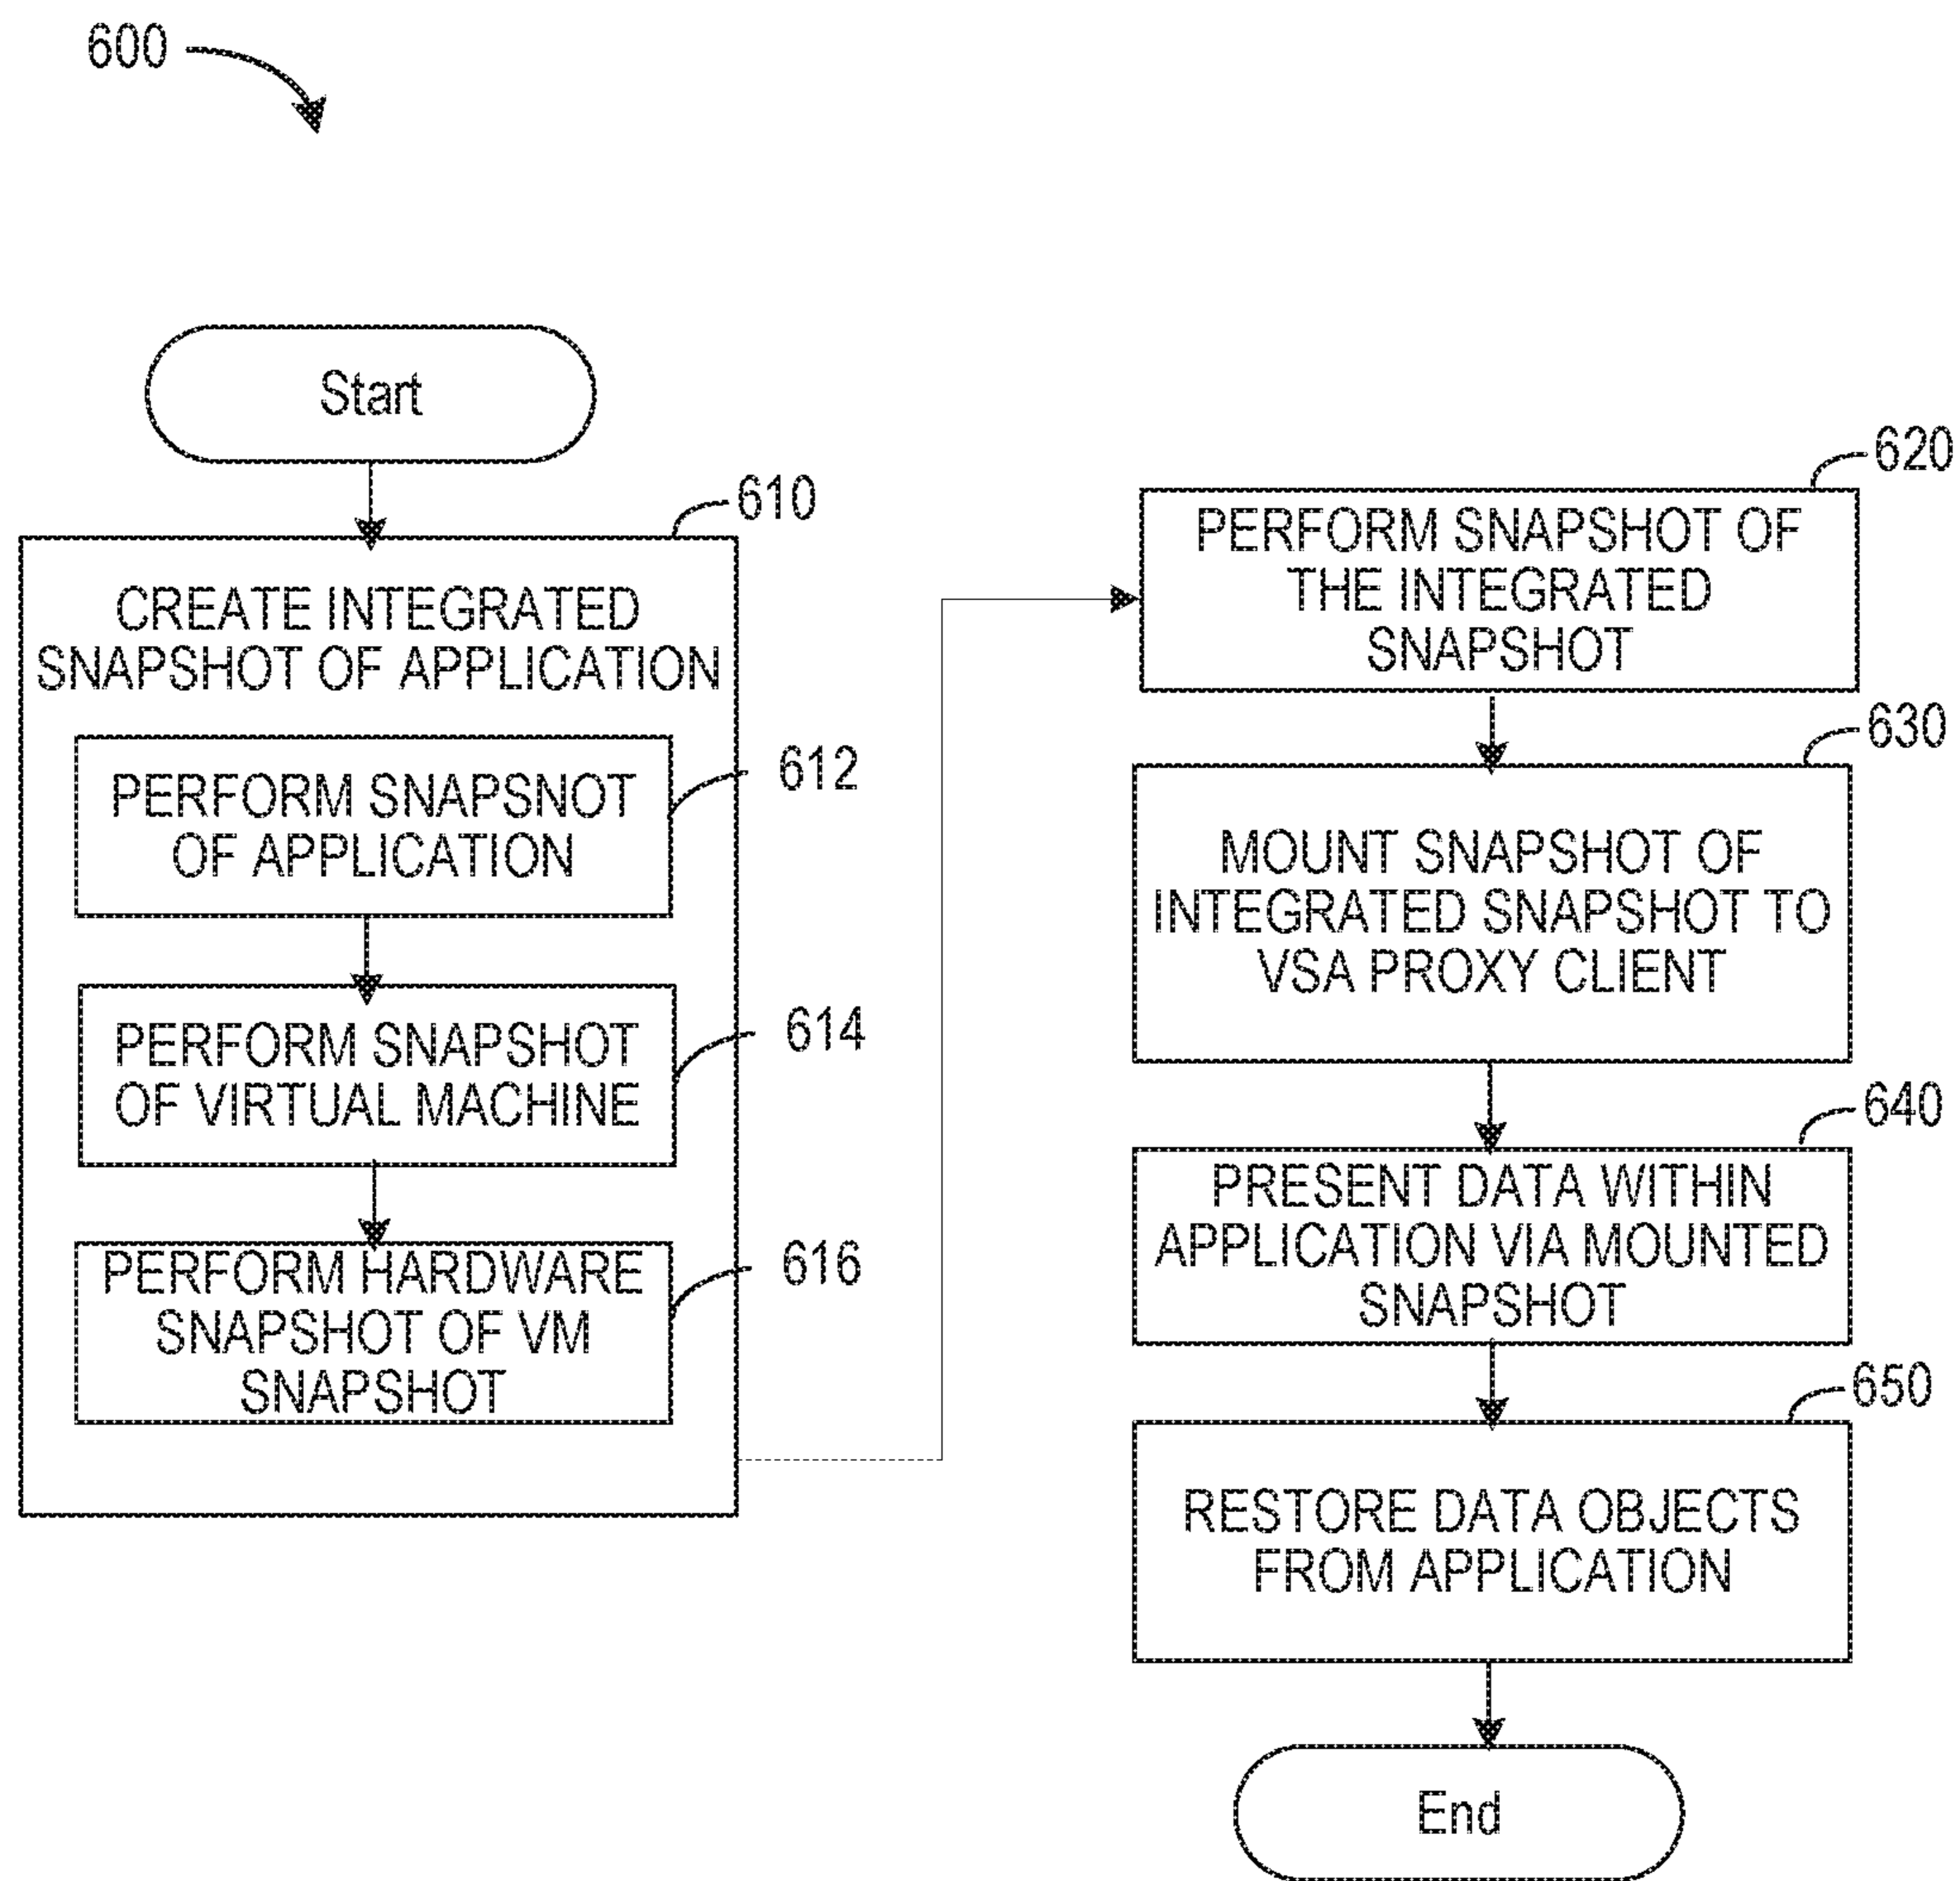 600
Start
610
CREATE INTEGRATED
SNAPSHOT OF APPLICATION
PERFORM SNAPSNOT
OF APPLICATION
612
PERFORM SNAPSHOT
OF VIRTUAL MACHINE
614
PERFORM HARDWARE
SNAPSHOT OF VM
SNAPSHOT
616
620
PERFORM SNAPSHOT OF
THE INTEGRATED
SNAPSHOT
630
MOUNT SNAPSHOT OF
INTEGRATED SNAPSHOT TO
VSA PROXY CLIENT
640
PRESENT DATA WITHIN
APPLICATION VIA MOUNTED
SNAPSHOT
650
RESTORE DATA OBJECTS
FROM APPLICATION
End